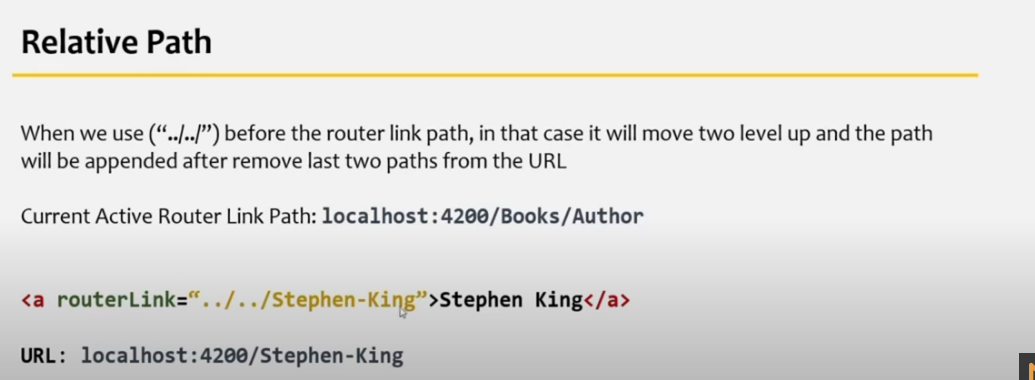 Relative Path
When we use (“../../”) before the router link path, in that case it will move two level up and the path
will be appended after remove last two paths from the URL
Current Active Router Link Path: localhost:4200/Books/Author
<a routerLink=“../../Stephen-King”>Stephen King</a>
URL: localhost:4200/Stephen-King